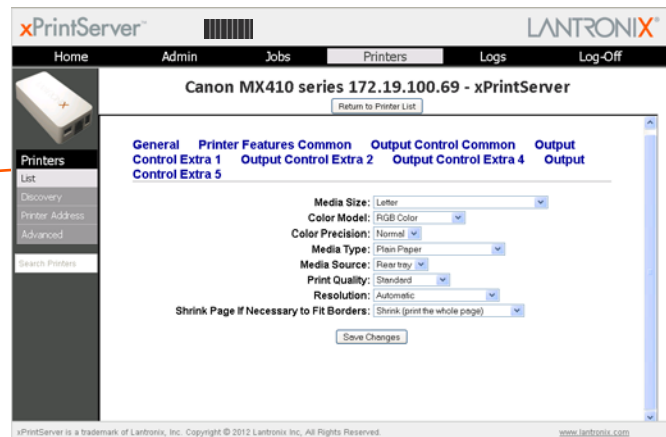 xPrintServer™
LANTRONIX®
Home Admin Jobs Printers Logs Log-Off
Canon MX410 series 172.19.100.69 - xPrintServer
Return to Printer List
Printers
List
Discovery
Printer Address
Advanced
Search Printers
General Printer Features Common Output Control Common Output
Control Extra 1 Output Control Extra 2 Output Control Extra 4 Output
Control Extra 5
Media Size: Letter
Color Model: RGB Color
Color Precision: Normal
Media Type: Plain Paper
Media Source: Rear tray
Print Quality: Standard
Resolution: Automatic
Shrink Page If Necessary to Fit Borders: Shrink (print the whole page)
Save Changes
xPrintServer is a trademark of Lantronix, Inc. Copyright © 2012 Lantronix Inc, All Rights Reserved. www.lantronix.com